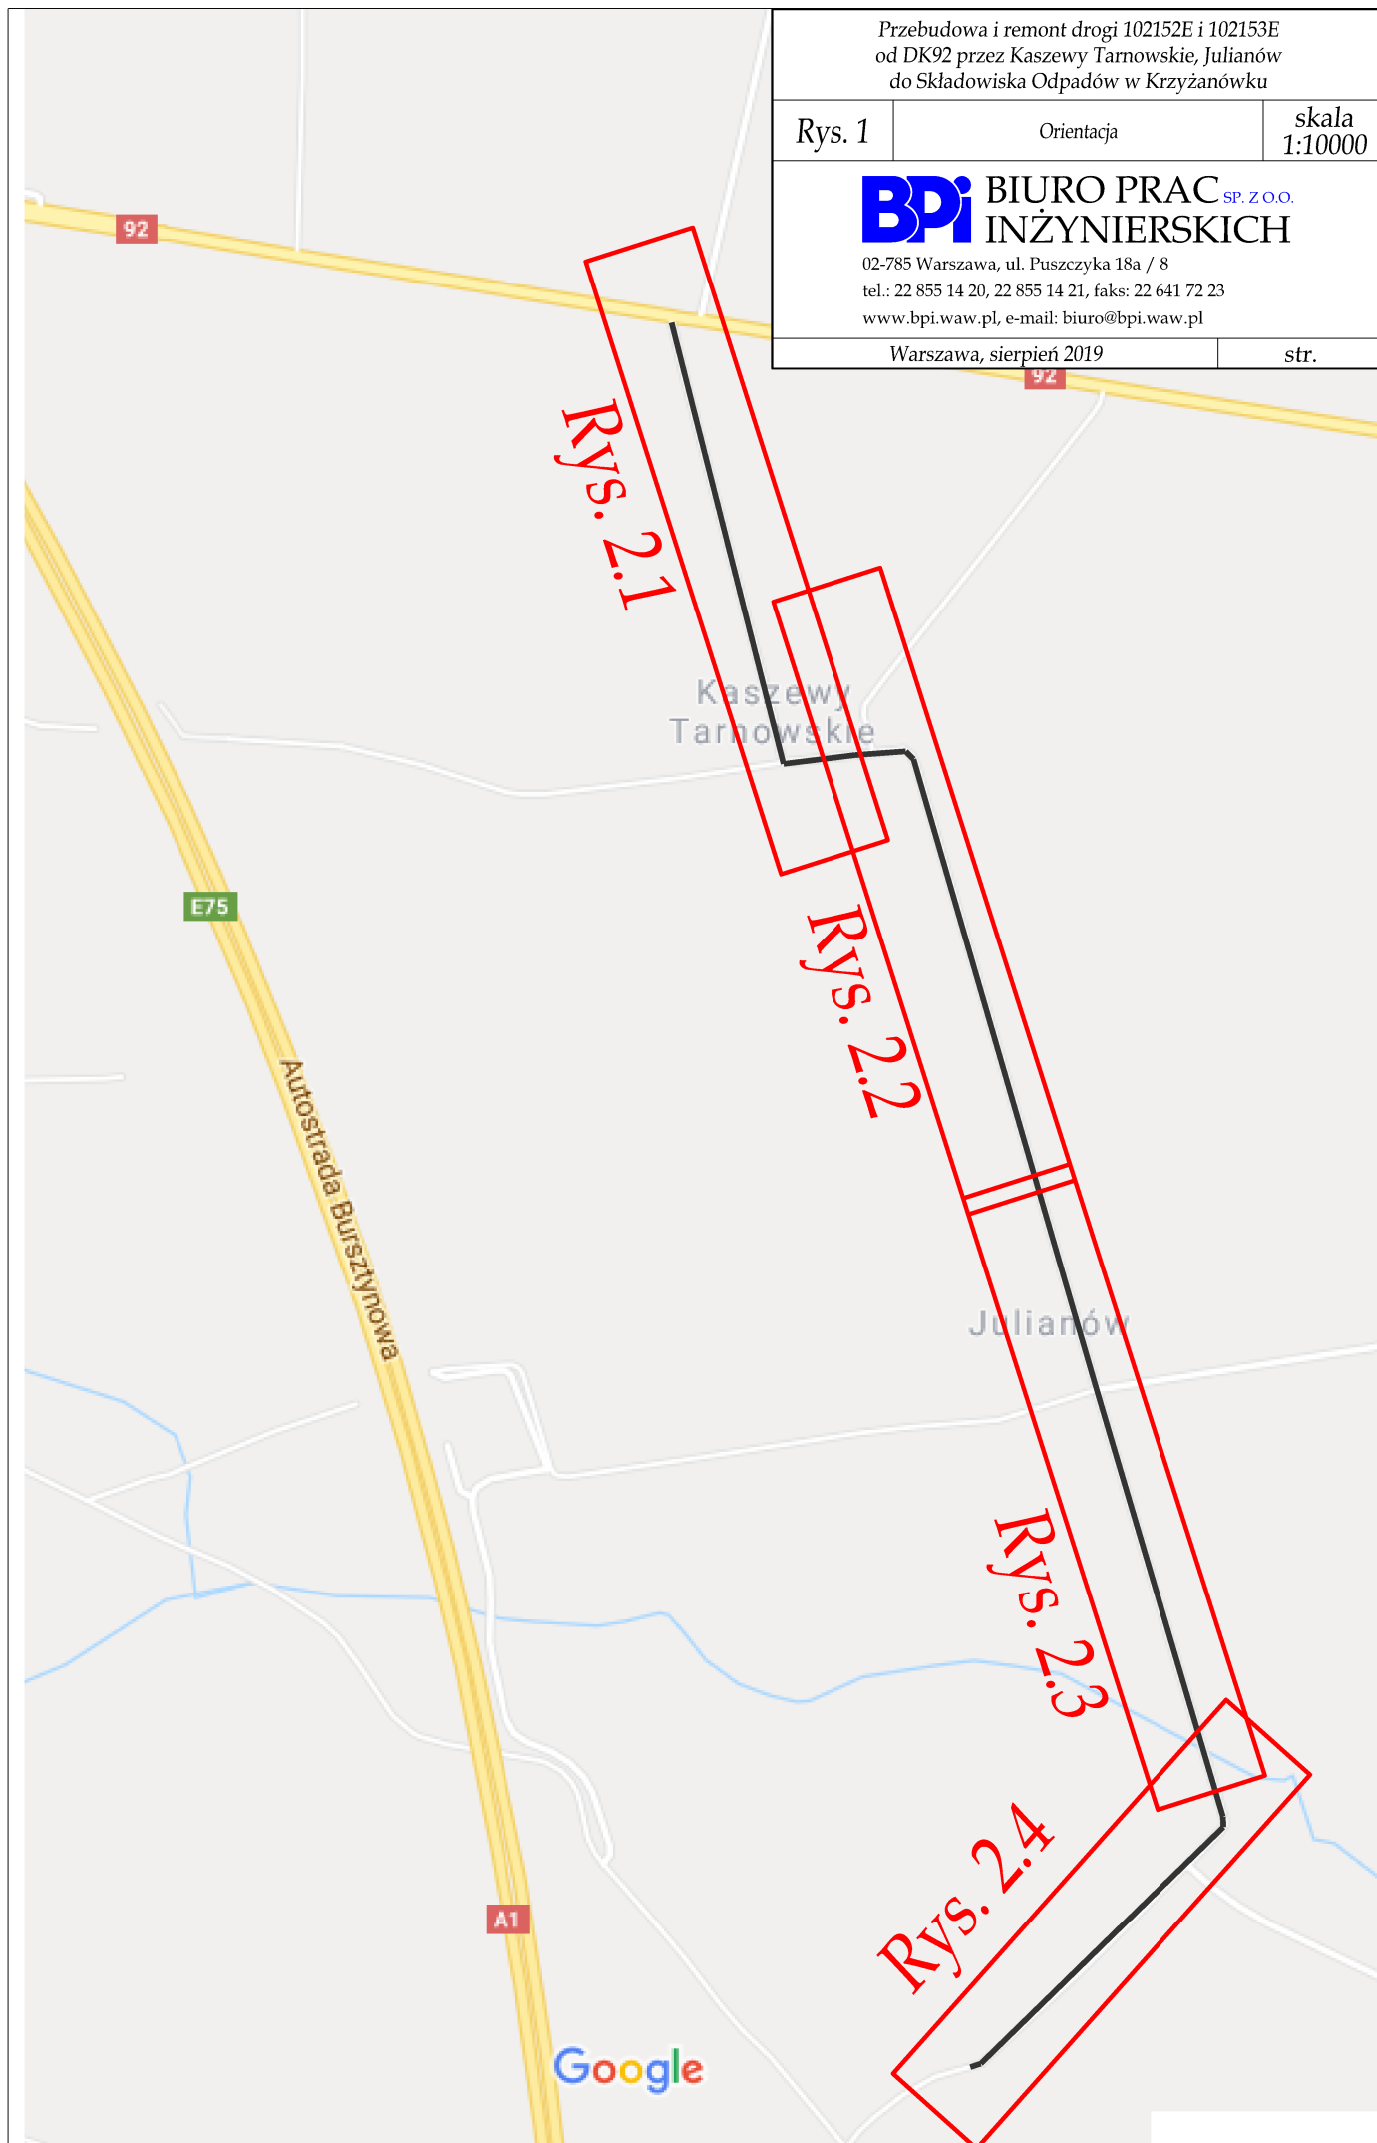 Przebudowa i remont drogi 102152E i 102153E
od DK92 przez Kaszewy Tarnowskie, Julianów
do Składowiska Odpadów w Krzyżanówku
Rys. 1
Orientacja
skala
1:10000
BPi
BIURO PRAC SP. Z O.O.
INŻYNIERSKICH
02-785 Warszawa, ul. Puszczyka 18a / 8
tel.: 22 855 14 20, 22 855 14 21, faks: 22 641 72 23
www.bpi.waw.pl, e-mail: biuro@bpi.waw.pl
Warszawa, sierpień 2019
str.
92
92
Rys. 2.1
Kaszewy
Tarnowskie
E75
Rys. 2.2
Autostrada Bursztynowa
Julianów
Rys. 2.3
Rys. 2.4
A1
Google